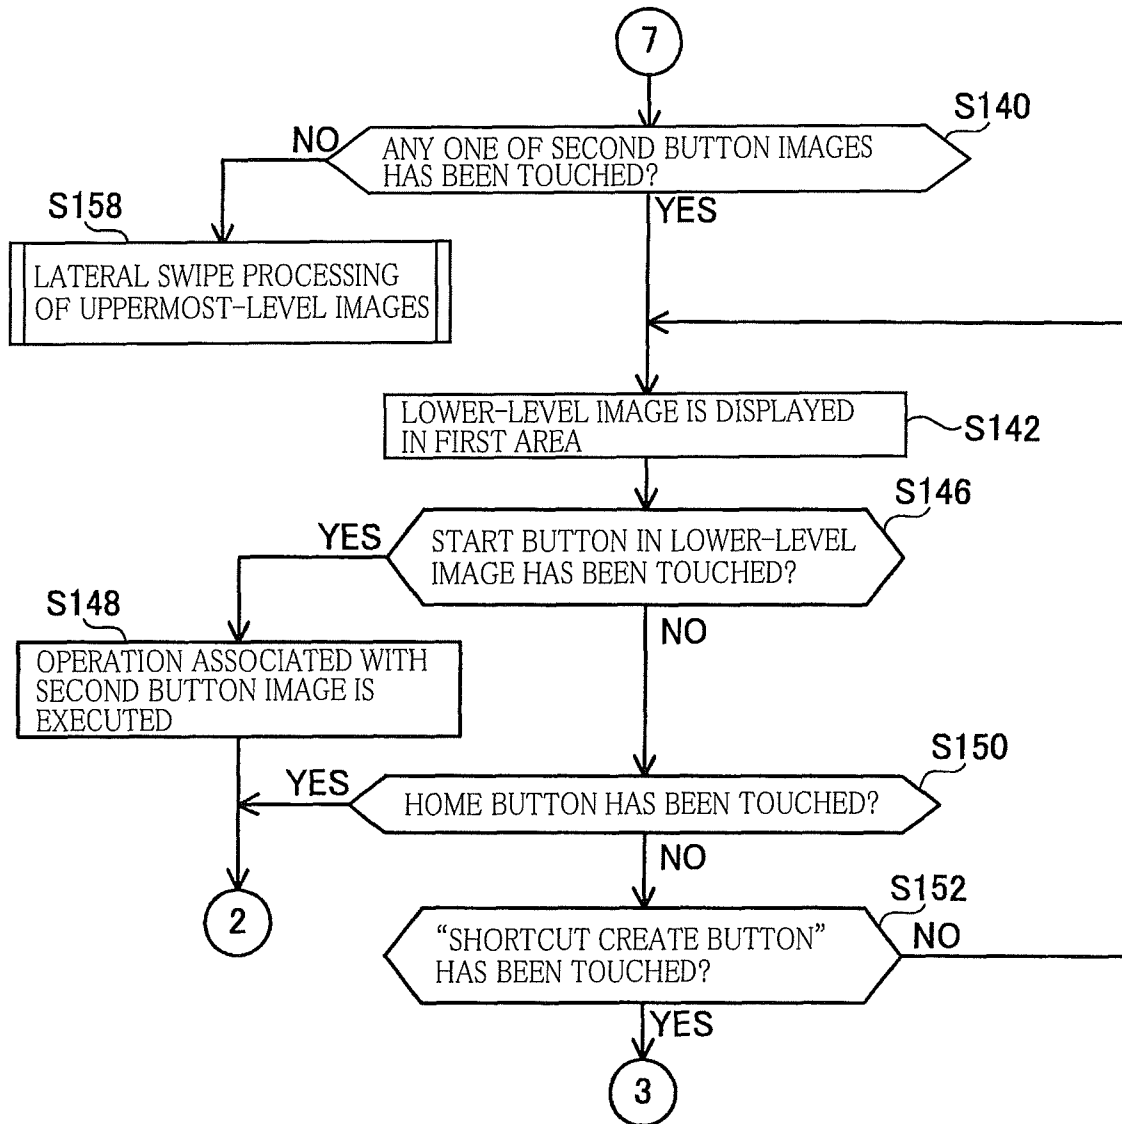 7
S140
NO
ANY ONE OF SECOND BUTTON IMAGES
HAS BEEN TOUCHED?
YES
S158
LATERAL SWIPE PROCESSING
OF UPPERMOST-LEVEL IMAGES
LOWER-LEVEL IMAGE IS DISPLAYED
IN FIRST AREA
S142
S146
YES
START BUTTON IN LOWER-LEVEL
IMAGE HAS BEEN TOUCHED?
NO
S148
OPERATION ASSOCIATED WITH
SECOND BUTTON IMAGE IS
EXECUTED
S150
YES
HOME BUTTON HAS BEEN TOUCHED?
NO
S152
2
"SHORTCUT CREATE BUTTON"
HAS BEEN TOUCHED?
NO
YES
3